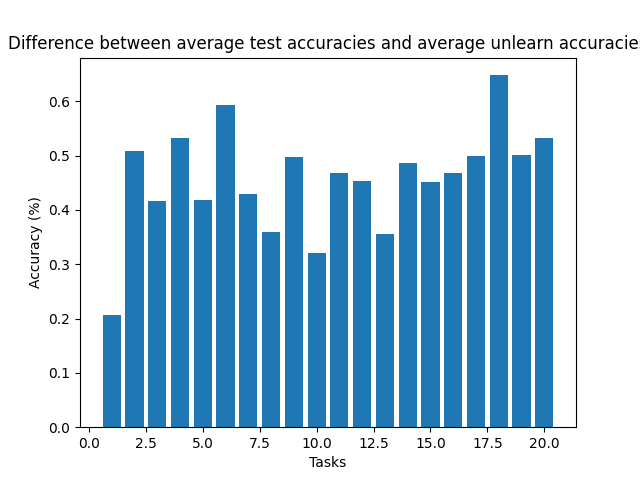 Difference between average test accuracies and average unlearn accuracies
0.6
0.5
0.4
0.3
0.2
0.1
0.0
Accuracy (%)
0.0 2.5 5.0 7.5 10.0 12.5 15.0 17.5 20.0
Tasks